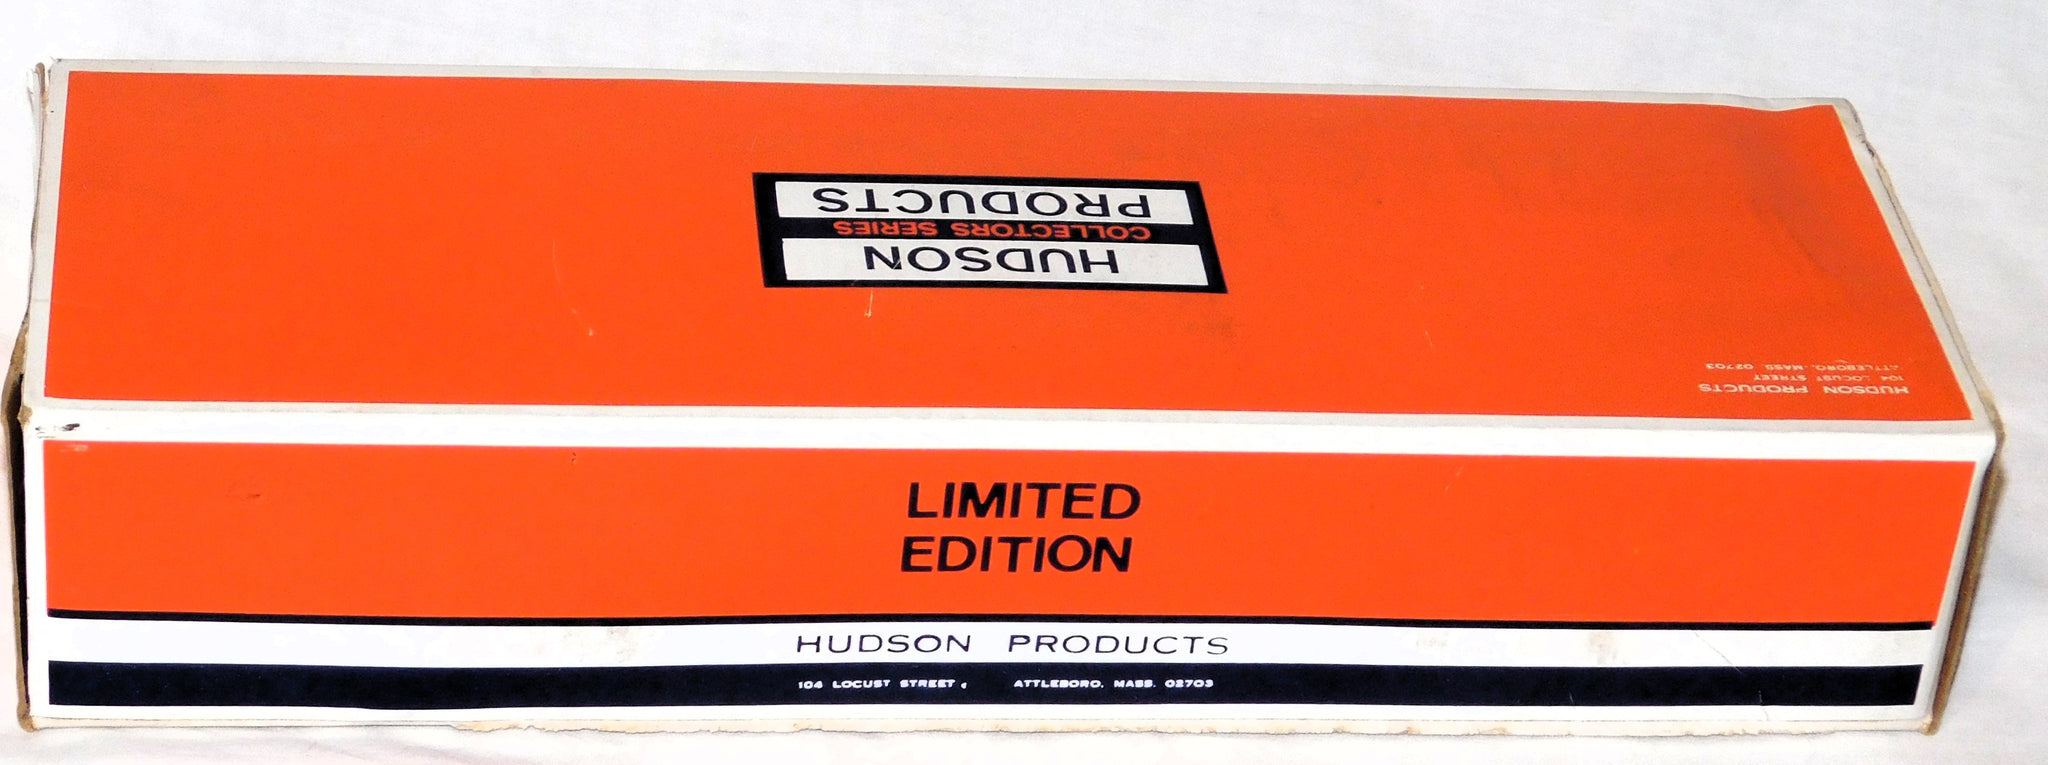 HUDSON
COLLECTORS SERIES
PRODUCTS
HUDSON PRODUCTS
104 LOCUST STREET
ATTLEBORO, MASS 02703
LIMITED
EDITION
HUDSON PRODUCTS
104 LOCUST STREET, ATTLEBORO, MASS. 02703